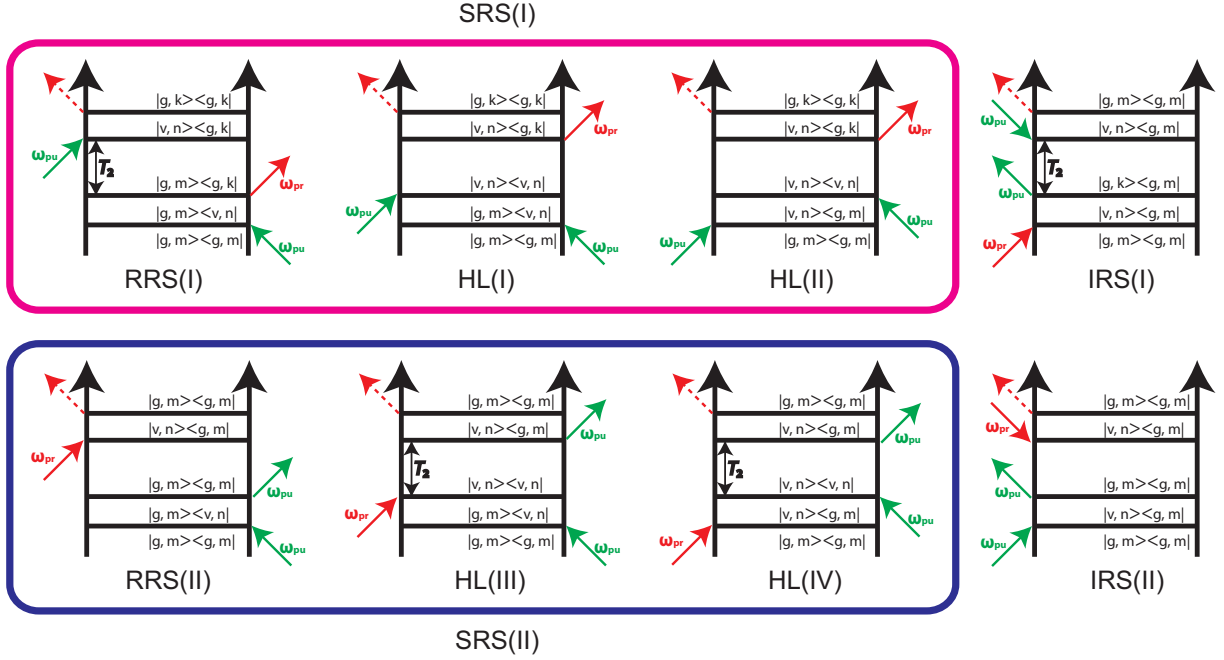 SRS(I)
|g, k><g, k|
|v, n><g, k|
ωpu
T₂
|g, m><g, k|
ωpr
|g, m><v, n|
|g, m><g, m|
ωpu
RRS(I)
|g, k><g, k|
|v, n><g, k|
ωpr
ωpu
|v, n><v, n|
|g, m><v, n|
|g, m><g, m|
ωpu
HL(I)
|g, k><g, k|
|v, n><g, k|
ωpr
|v, n><v, n|
ωpu
|v, n><g, m|
ωpu
|g, m><g, m|
HL(II)
|g, m><g, m|
ωpu
|v, n><g, m|
T₂
ωpu
|g, k><g, m|
|v, n><g, m|
ωpr
|g, m><g, m|
IRS(I)
|g, m><g, m|
|v, n><g, m|
ωpr
|g, m><g, m|
ωpu
|g, m><v, n|
|g, m><g, m|
ωpu
RRS(II)
|g, m><g, m|
|v, n><g, m|
ωpu
T₂
|v, n><v, n|
ωpr
|g, m><v, n|
|g, m><g, m|
ωpu
HL(III)
|g, m><g, m|
|v, n><g, m|
ωpu
T₂
|v, n><v, n|
ωpu
|v, n><g, m|
ωpr
|g, m><g, m|
HL(IV)
|g, m><g, m|
ωpr
|v, n><g, m|
|g, m><g, m|
ωpu
|v, n><g, m|
ωpu
|g, m><g, m|
IRS(II)
SRS(II)